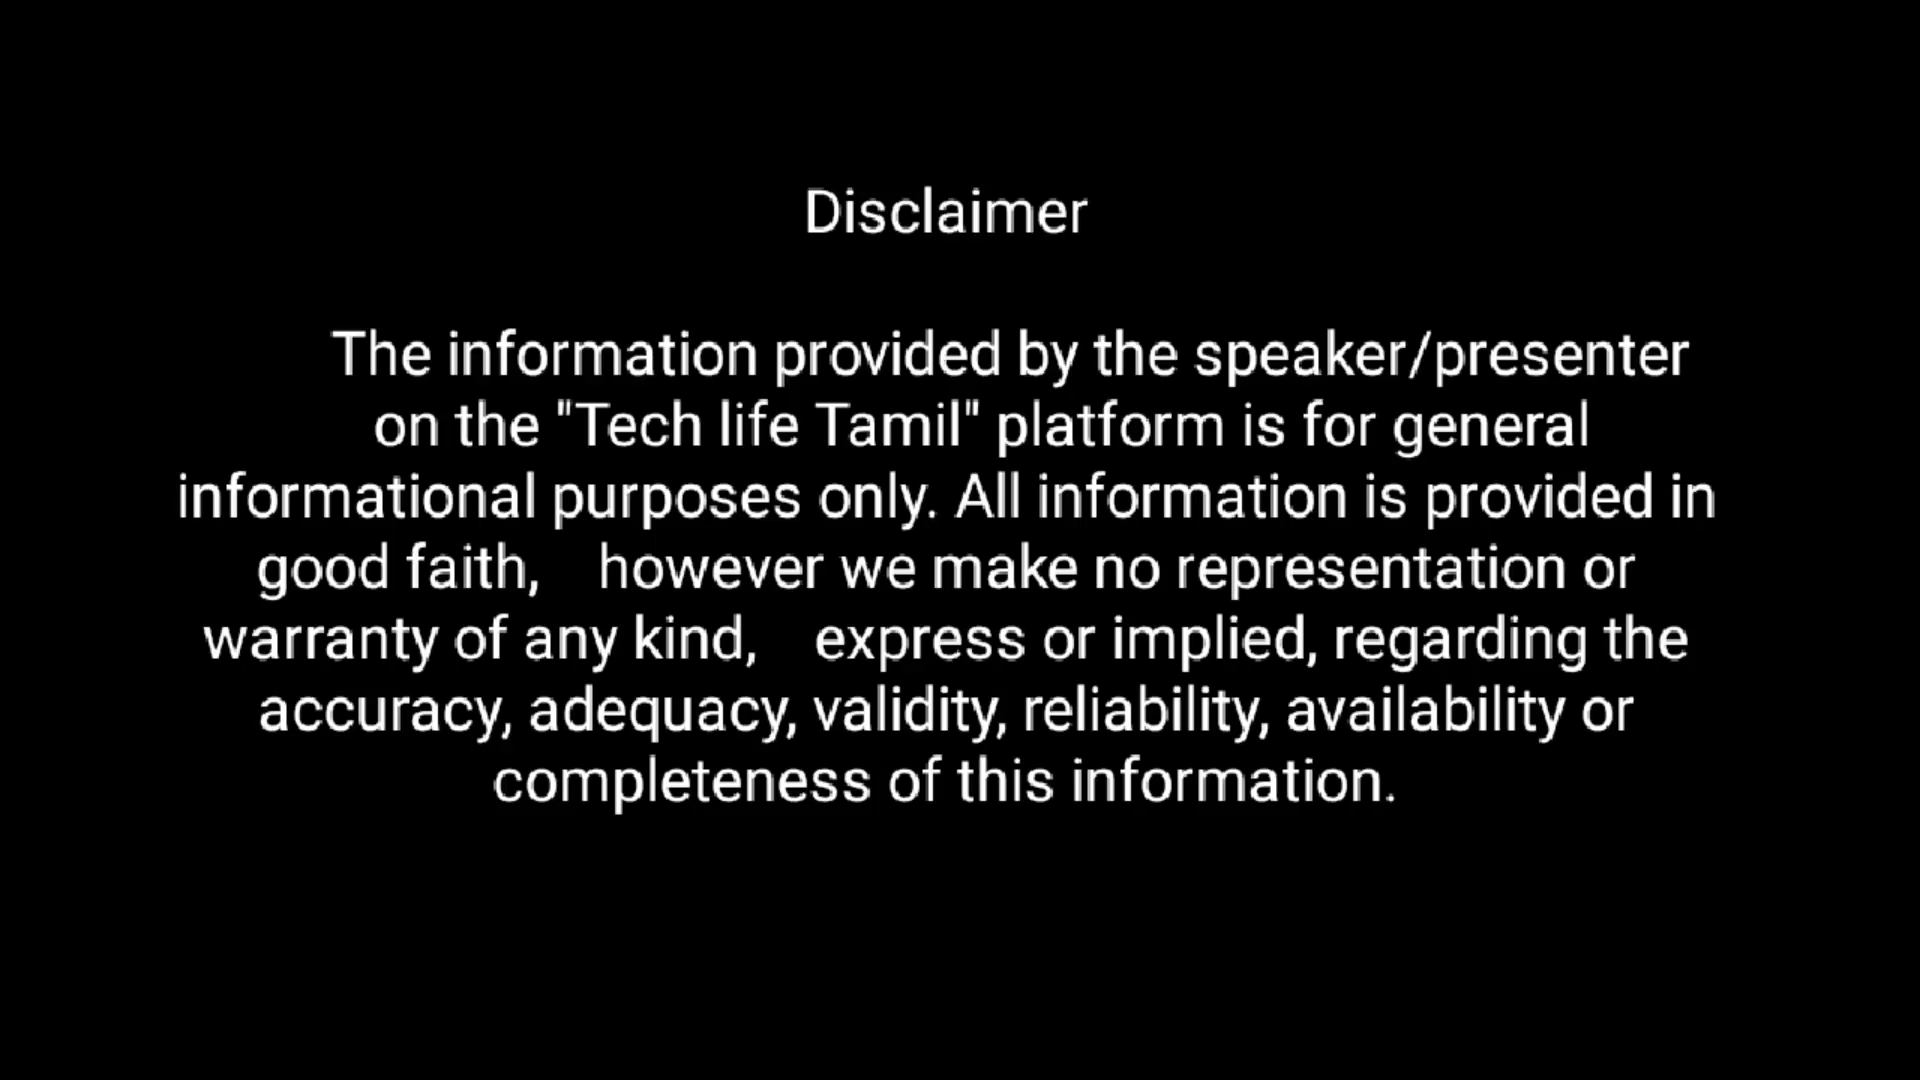 Disclaimer
The information provided by the speaker/presenter
on the "Tech life Tamil" platform is for general
informational purposes only. All information is provided in
good faith, however we make no representation or
warranty of any kind, express or implied, regarding the
accuracy, adequacy, validity, reliability, availability or
completeness of this information.